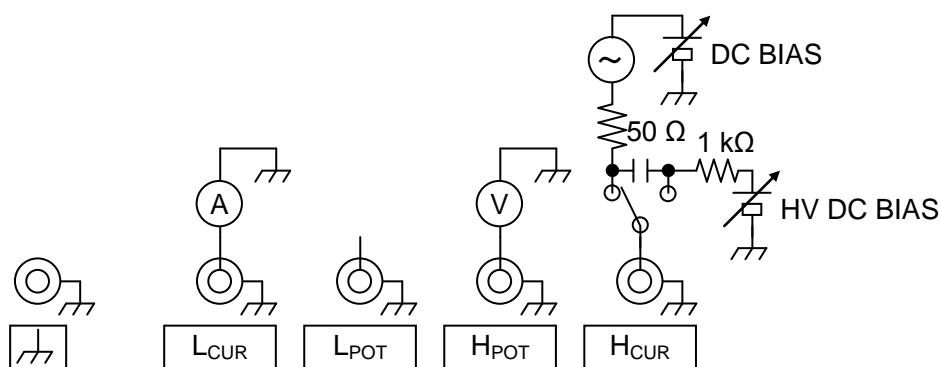 DC BIAS
50 Ω
1 kΩ
A
V
HV DC BIAS
LCUR
LPOT
HPOT
HCUR